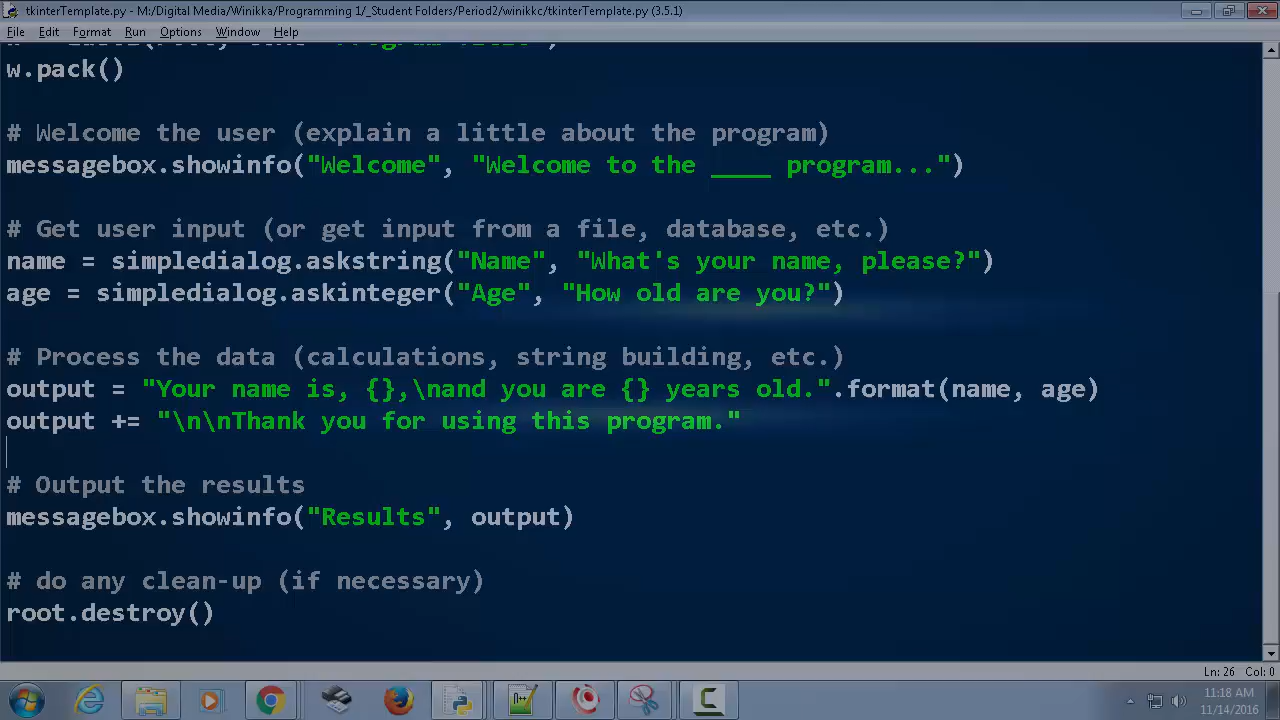 tkinterTemplate.py - M:/Digital Media/Winikka/Programming 1/_Student Folders/Period2/winikkc/tkinterTemplate.py (3.5.1)
File Edit Format Run Options Window Help
w.pack()
# Welcome the user (explain a little about the program)
messagebox.showinfo("Welcome", "Welcome to the ____ program...")
# Get user input (or get input from a file, database, etc.)
name = simpledialog.askstring("Name", "What's your name, please?")
age = simpledialog.askinteger("Age", "How old are you?")
# Process the data (calculations, string building, etc.)
output = "Your name is, {},\nand you are {} years old.".format(name, age)
output += "\n\nThank you for using this program."
# Output the results
messagebox.showinfo("Results", output)
# do any clean-up (if necessary)
root.destroy()
Ln: 26 Col: 0
11:18 AM
11/14/2016